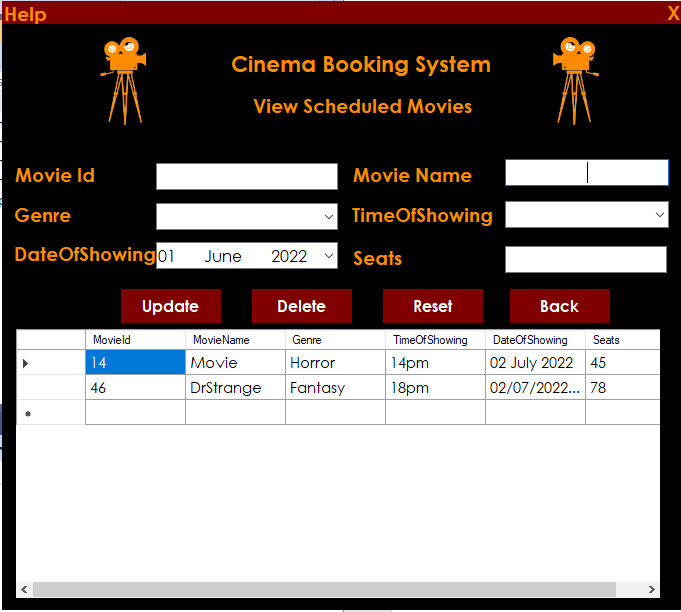 Help X
Cinema Booking System
View Scheduled Movies
Movie Id Movie Name
Genre TimeOfShowing
DateOfShowing 01 June 2022 Seats
Update Delete Reset Back
MovieId MovieName Genre TimeOfShowing DateOfShowing Seats
14 Movie Horror 14pm 02 July 2022 45
46 DrStrange Fantasy 18pm 02/07/2022... 78